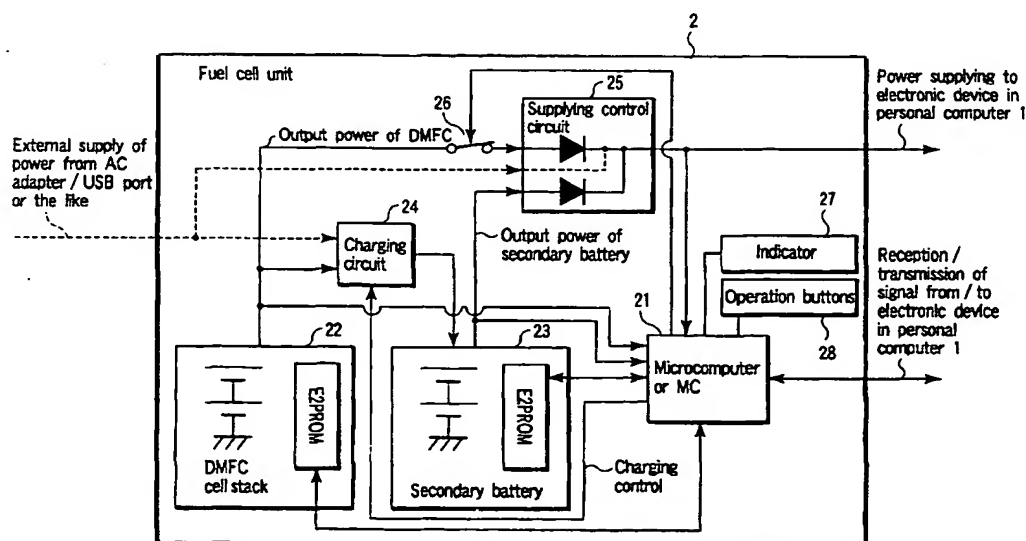 2
Fuel cell unit
Power supplying to
electronic device in
personal computer 1
25
Supplying control
circuit
26
Output power of DMFC
External supply of
power from AC
adapter / USB port
or the like
24
Charging
circuit
Output power of
secondary battery
27
Indicator
Reception /
transmission of
signal from / to
electronic device
in personal
computer 1
Operation buttons
28
21
Microcomputer
or MC
22
E2PROM
DMFC
cell stack
23
E2PROM
Secondary battery
Charging
control